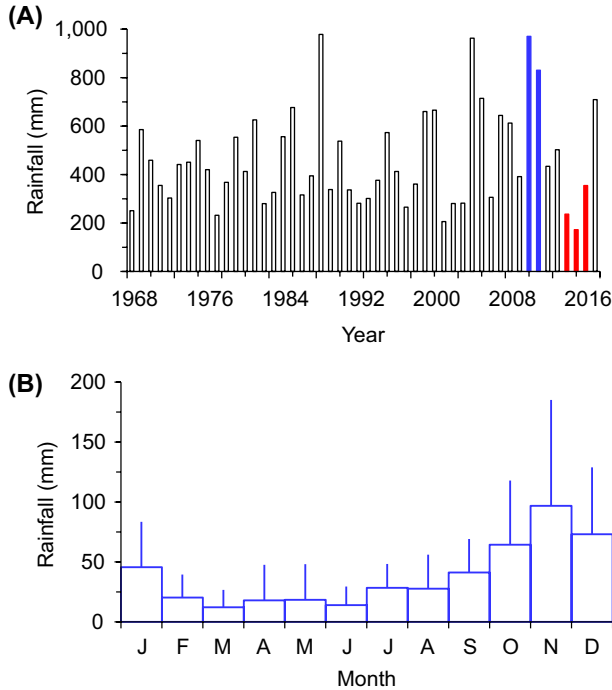 (A)
1,000
800
600
400
200
0
Rainfall (mm)
1968 1976 1984 1992 2000 2008 2016
Year
(B)
200
150
100
50
0
Rainfall (mm)
J F M A M J J A S O N D
Month